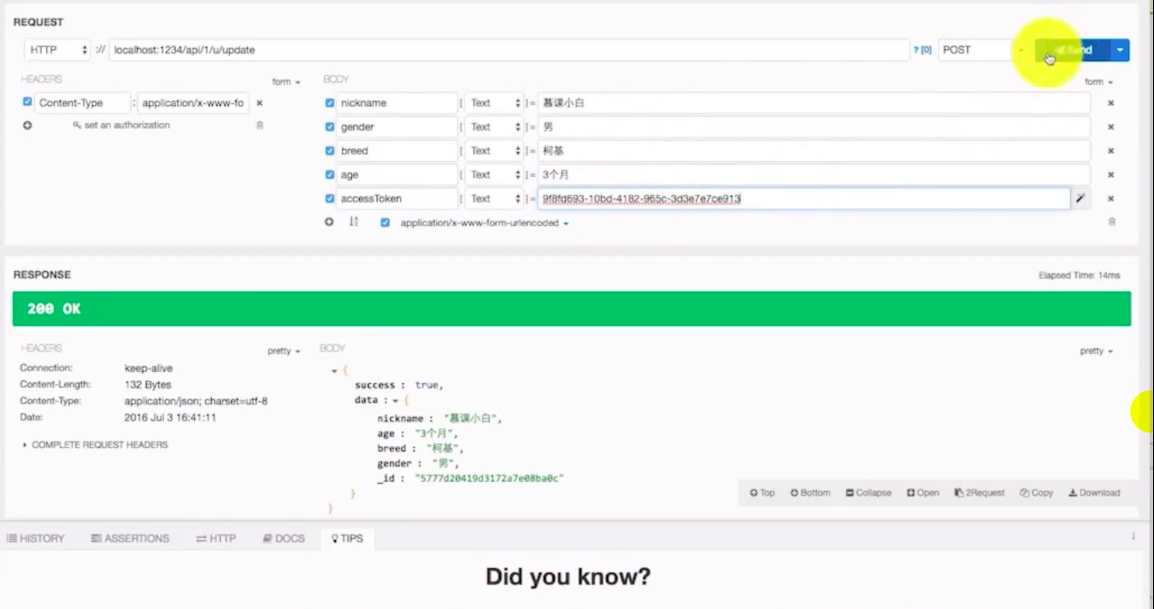 REQUEST
HTTP :// localhost:1234/api/1/u/update ? [0] POST Send
HEADERS form BODY form
Content-Type : application/x-www-fo
set an authorization
nickname [ Text ] = 慕课小白
gender [ Text ] = 男
breed [ Text ] = 柯基
age [ Text ] = 3个月
accessToken [ Text ] = 9f8fd693-10bd-4182-965c-3d3e7e7ce913
application/x-www-form-urlencoded
RESPONSE Elapsed Time: 14ms
200 OK
HEADERS pretty BODY pretty
Connection: keep-alive
Content-Length: 132 Bytes
Content-Type: application/json; charset=utf-8
Date: 2016 Jul 3 16:41:11
COMPLETE REQUEST HEADERS
{
success : true,
data : {
nickname : "慕课小白",
age : "3个月",
breed : "柯基",
gender : "男",
_id : "5777d20419d3172a7e08ba0c"
}
}
Top Bottom Collapse Open 2Request Copy Download
HISTORY ASSERTIONS HTTP DOCS TIPS
Did you know?